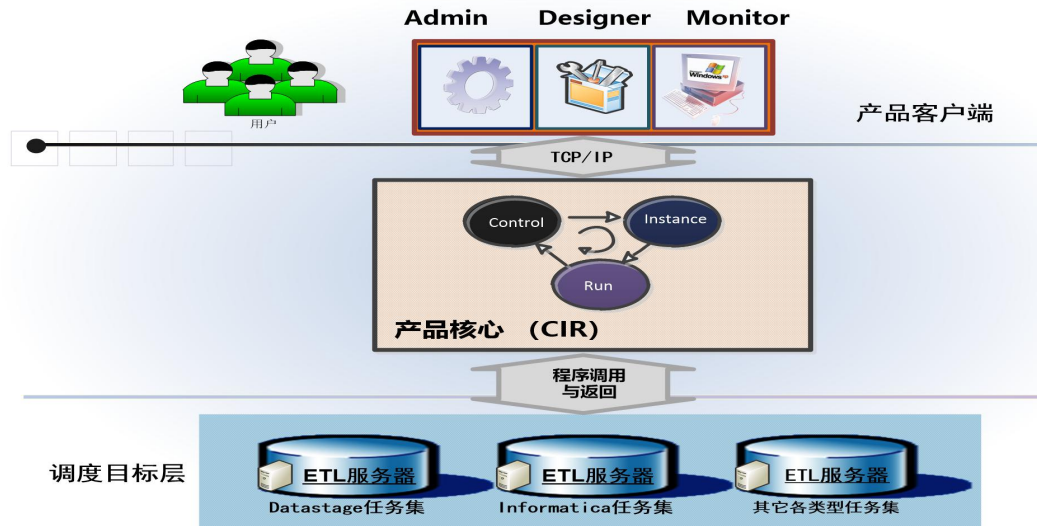 Admin Designer Monitor
Windows
用户
产品客户端
TCP/IP
Control
Instance
Run
产品核心 (CIR)
程序调用
与返回
调度目标层
ETL服务器
ETL服务器
ETL服务器
Datastage任务集
Informatica任务集
其它各类型任务集